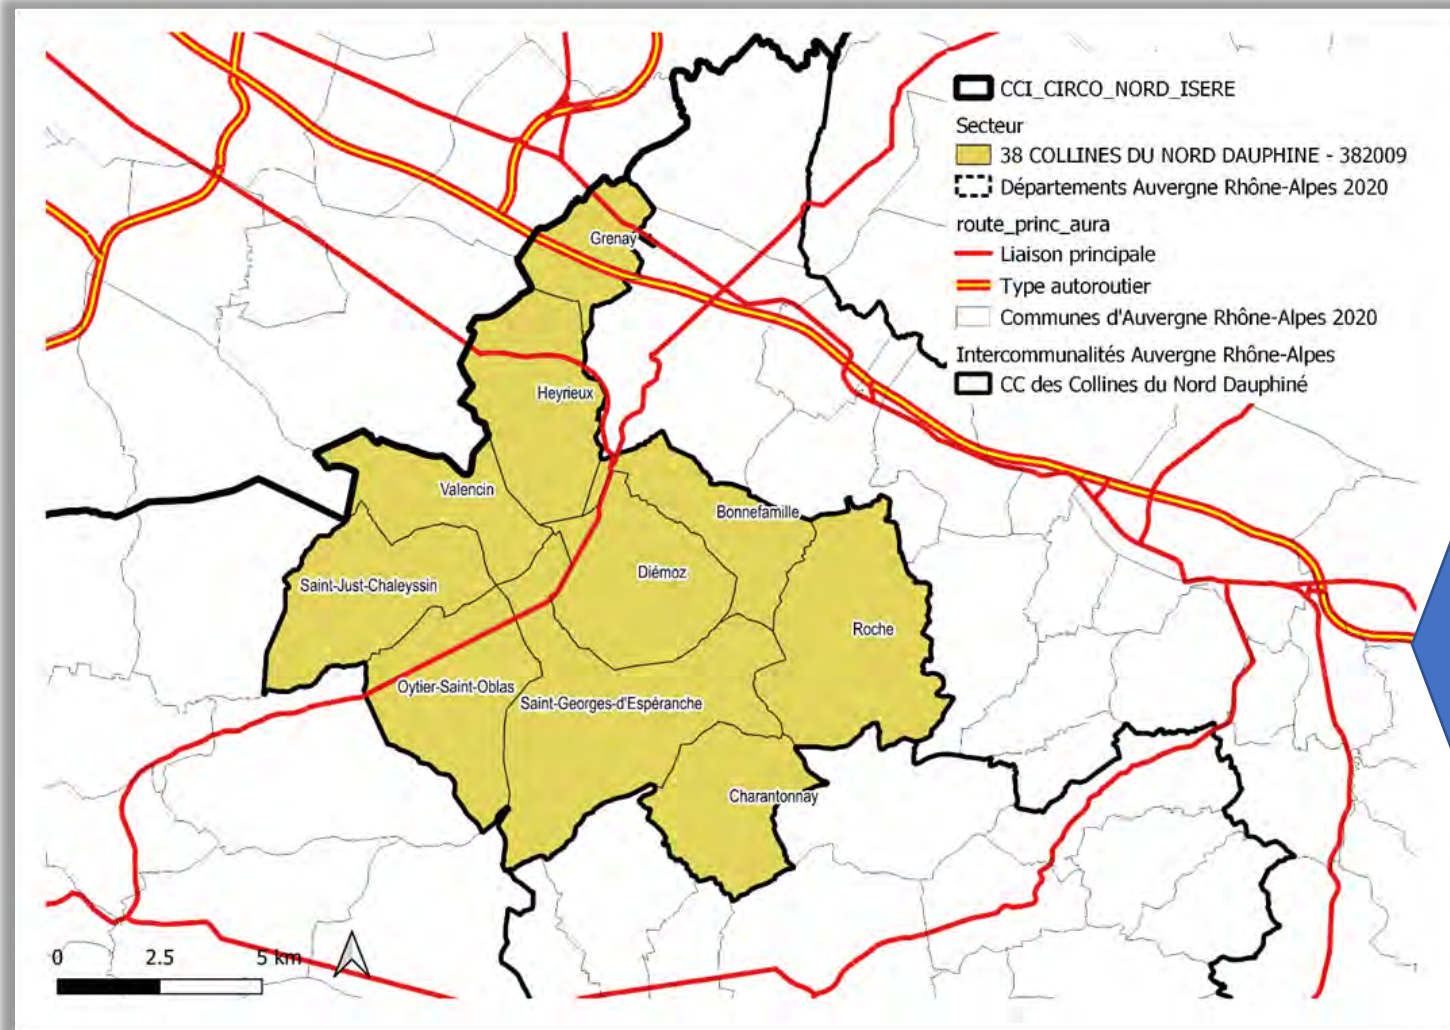 CCI_CIRCO_NORD_ISERE
Secteur
38 COLLINES DU NORD DAUPHINE - 382009
Départements Auvergne Rhône-Alpes 2020
route_princ_aura
Liaison principale
Type autoroutier
Communes d'Auvergne Rhône-Alpes 2020
Intercommunalités Auvergne Rhône-Alpes
CC des Collines du Nord Dauphiné
Grenay
Heyrieux
Valencin
Bonnefamille
Saint-Just-Chaleyssin
Diémoz
Roche
Oytier-Saint-Oblas
Saint-Georges-d'Espéranche
Charantonnay
0 2.5 5 km